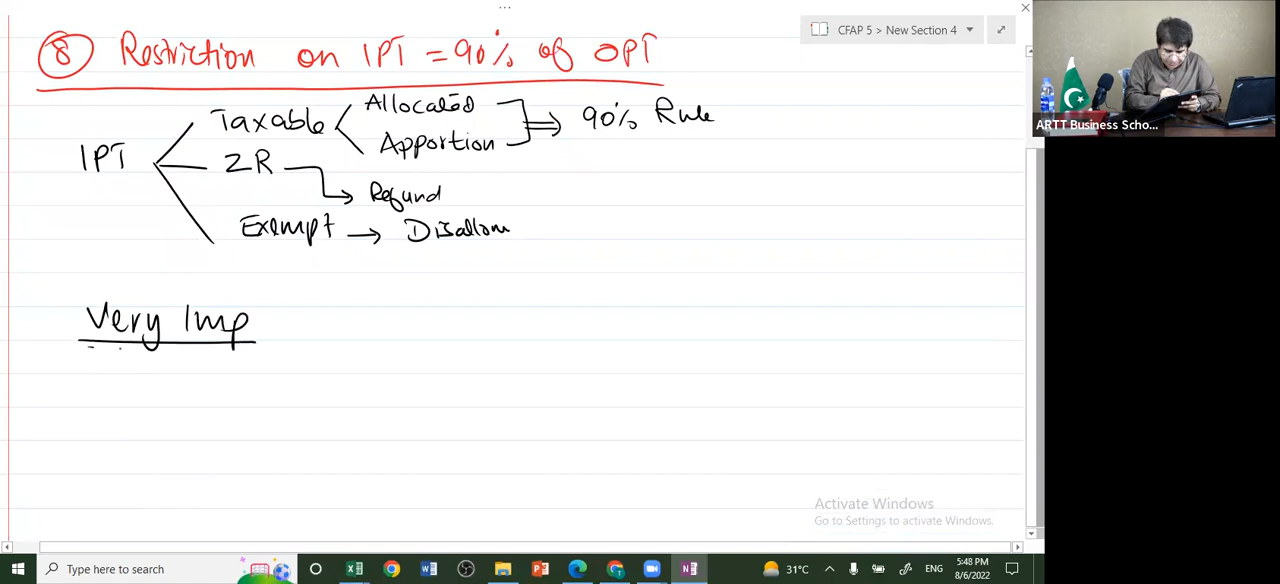 CFAP 5 > New Section 4
⑧ Restriction on IPT = 90% of OPT
ARTT Business Scho...
Taxable Allocated 90% Rule
Apportion
IPT ZR
Refund
Exempt → Disallow
Very Imp
Activate Windows
Go to Settings to activate Windows.
Type here to search
31°C ENG 5:48 PM
8/6/2022